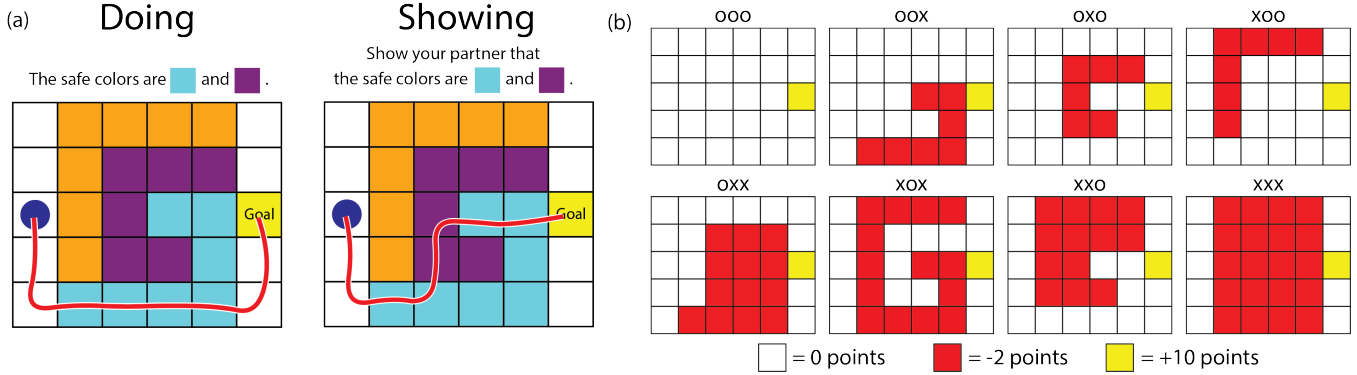 (a)
Doing
The safe colors are and .
Goal
Showing
Show your partner that
the safe colors are and .
Goal
(b)
ooo
oox
oxo
xoo
oxx
xox
xxo
xxx
= 0 points
= -2 points
= +10 points